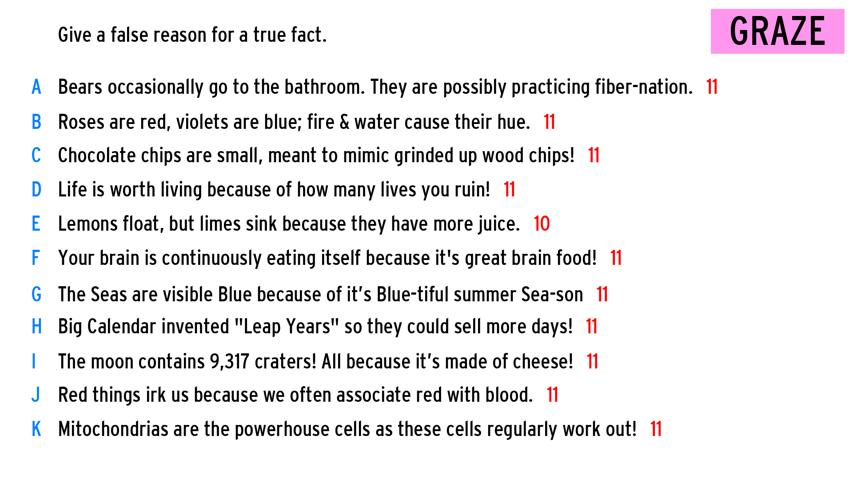 Give a false reason for a true fact.
GRAZE
A Bears occasionally go to the bathroom. They are possibly practicing fiber-nation. 11
B Roses are red, violets are blue; fire & water cause their hue. 11
C Chocolate chips are small, meant to mimic grinded up wood chips! 11
D Life is worth living because of how many lives you ruin! 11
E Lemons float, but limes sink because they have more juice. 10
F Your brain is continuously eating itself because it's great brain food! 11
G The Seas are visible Blue because of it’s Blue-tiful summer Sea-son 11
H Big Calendar invented "Leap Years" so they could sell more days! 11
I The moon contains 9,317 craters! All because it’s made of cheese! 11
J Red things irk us because we often associate red with blood. 11
K Mitochondrias are the powerhouse cells as these cells regularly work out! 11